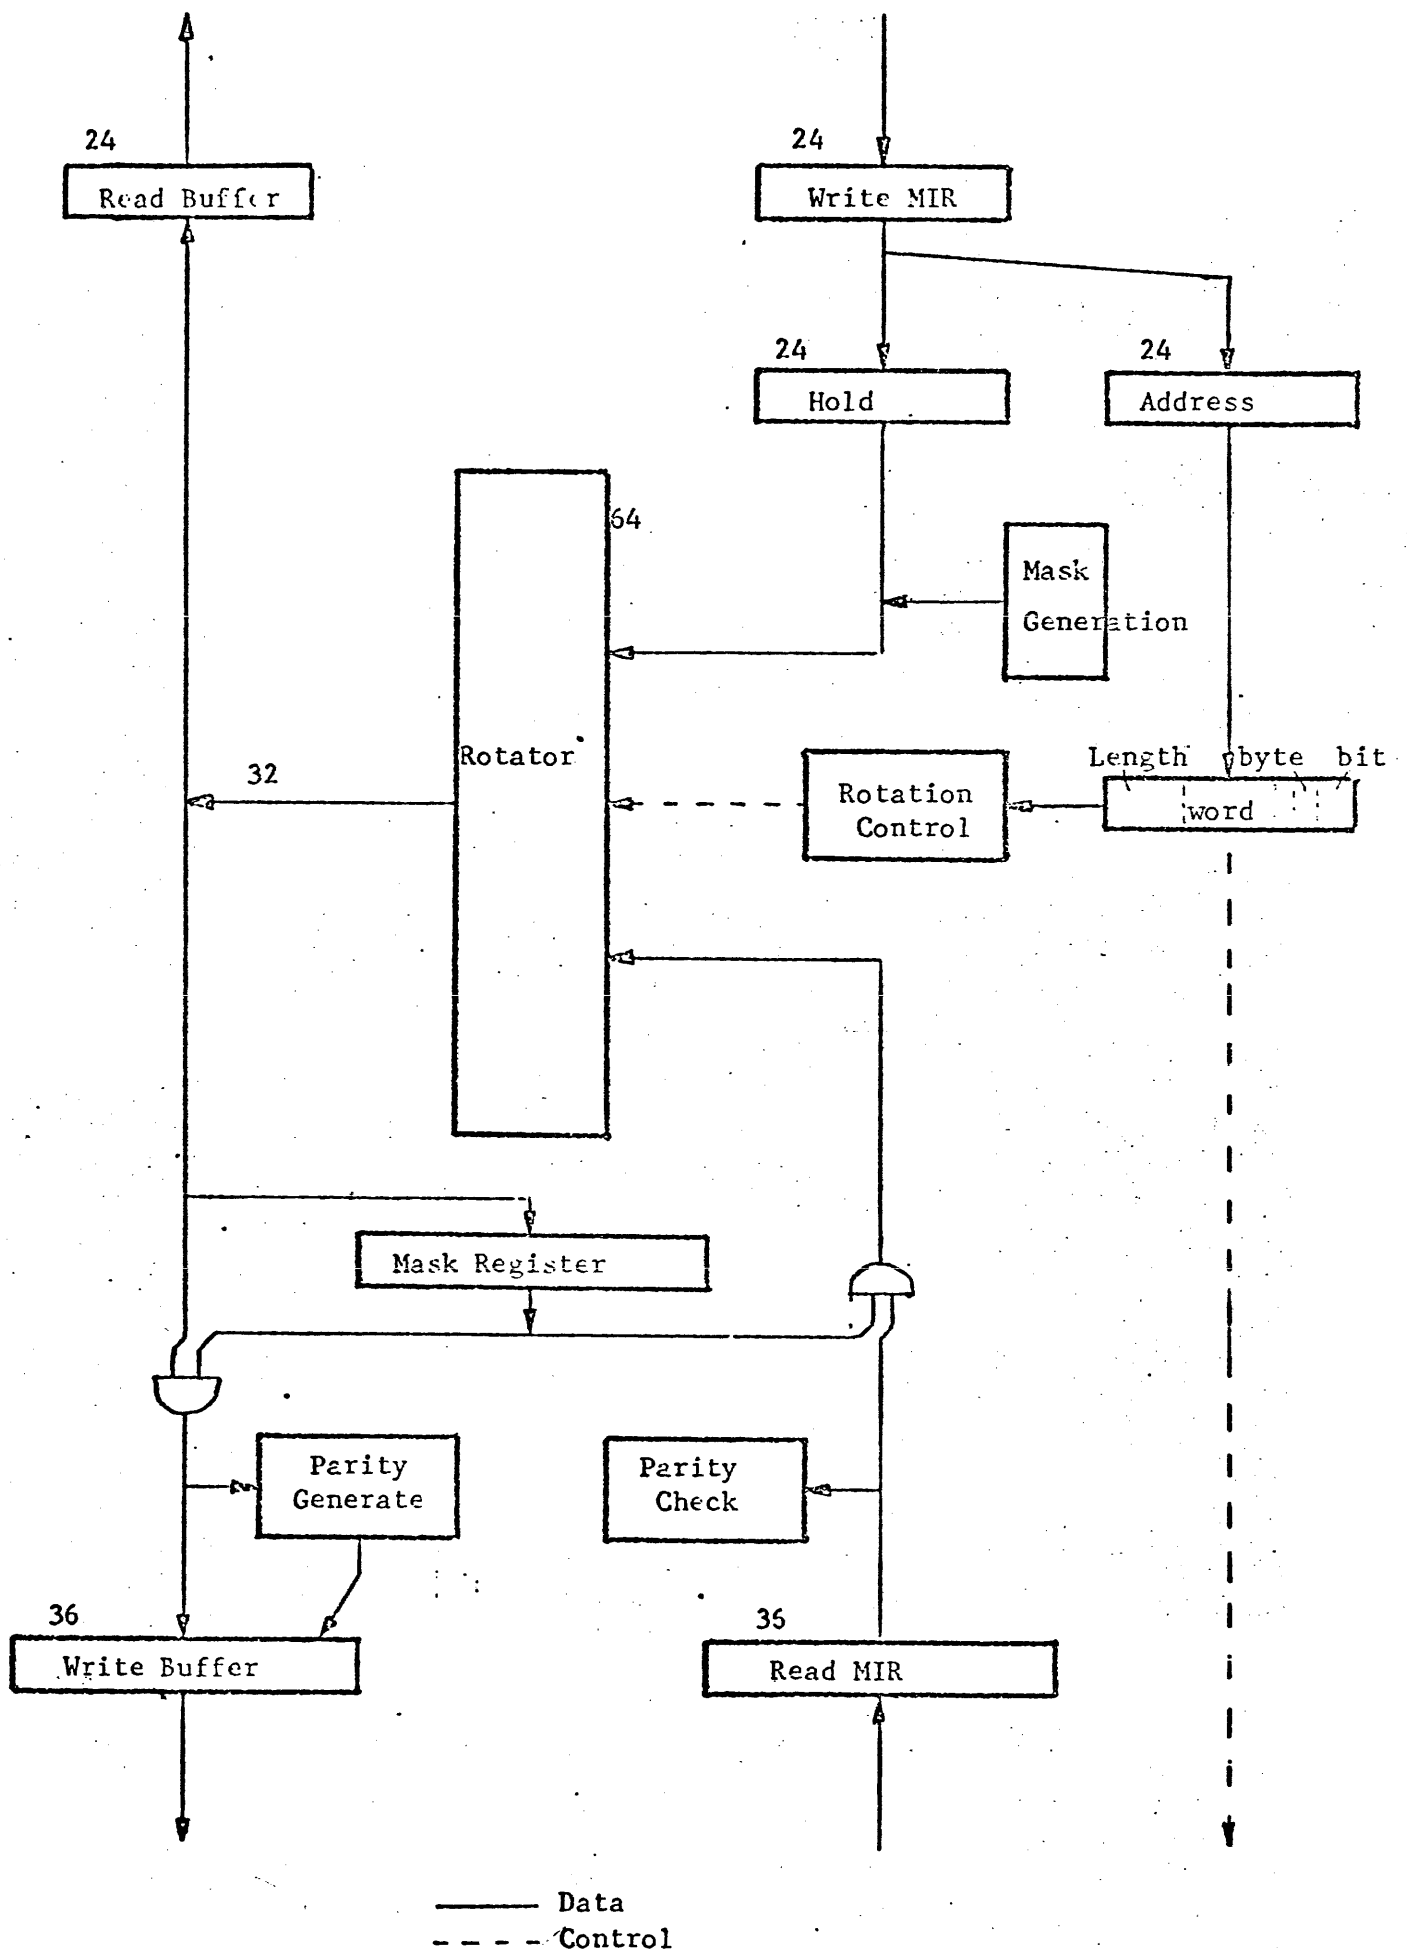 24
24
Read Buffer
Write MIR
24
24
Hold
Address
64
Mask
Generation
Rotator
32
Rotation
Control
Length byte bit
word
Mask Register
Parity
Generate
Parity
Check
36
Write Buffer
36
Read MIR
Data
Control